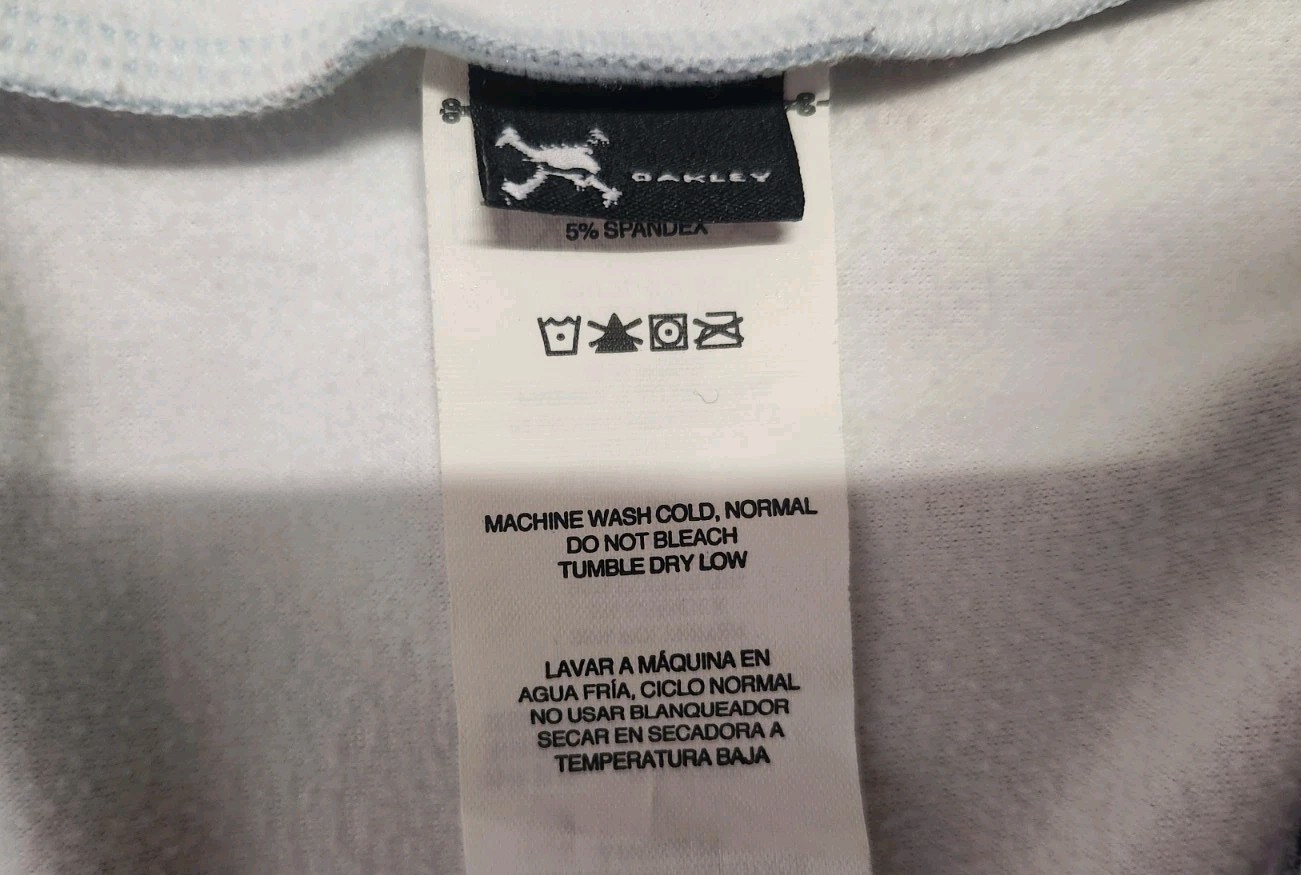 OAKLEY
5% SPANDEX
MACHINE WASH COLD, NORMAL
DO NOT BLEACH
TUMBLE DRY LOW
LAVAR A MÁQUINA EN
AGUA FRÍA, CICLO NORMAL
NO USAR BLANQUEADOR
SECAR EN SECADORA A
TEMPERATURA BAJA